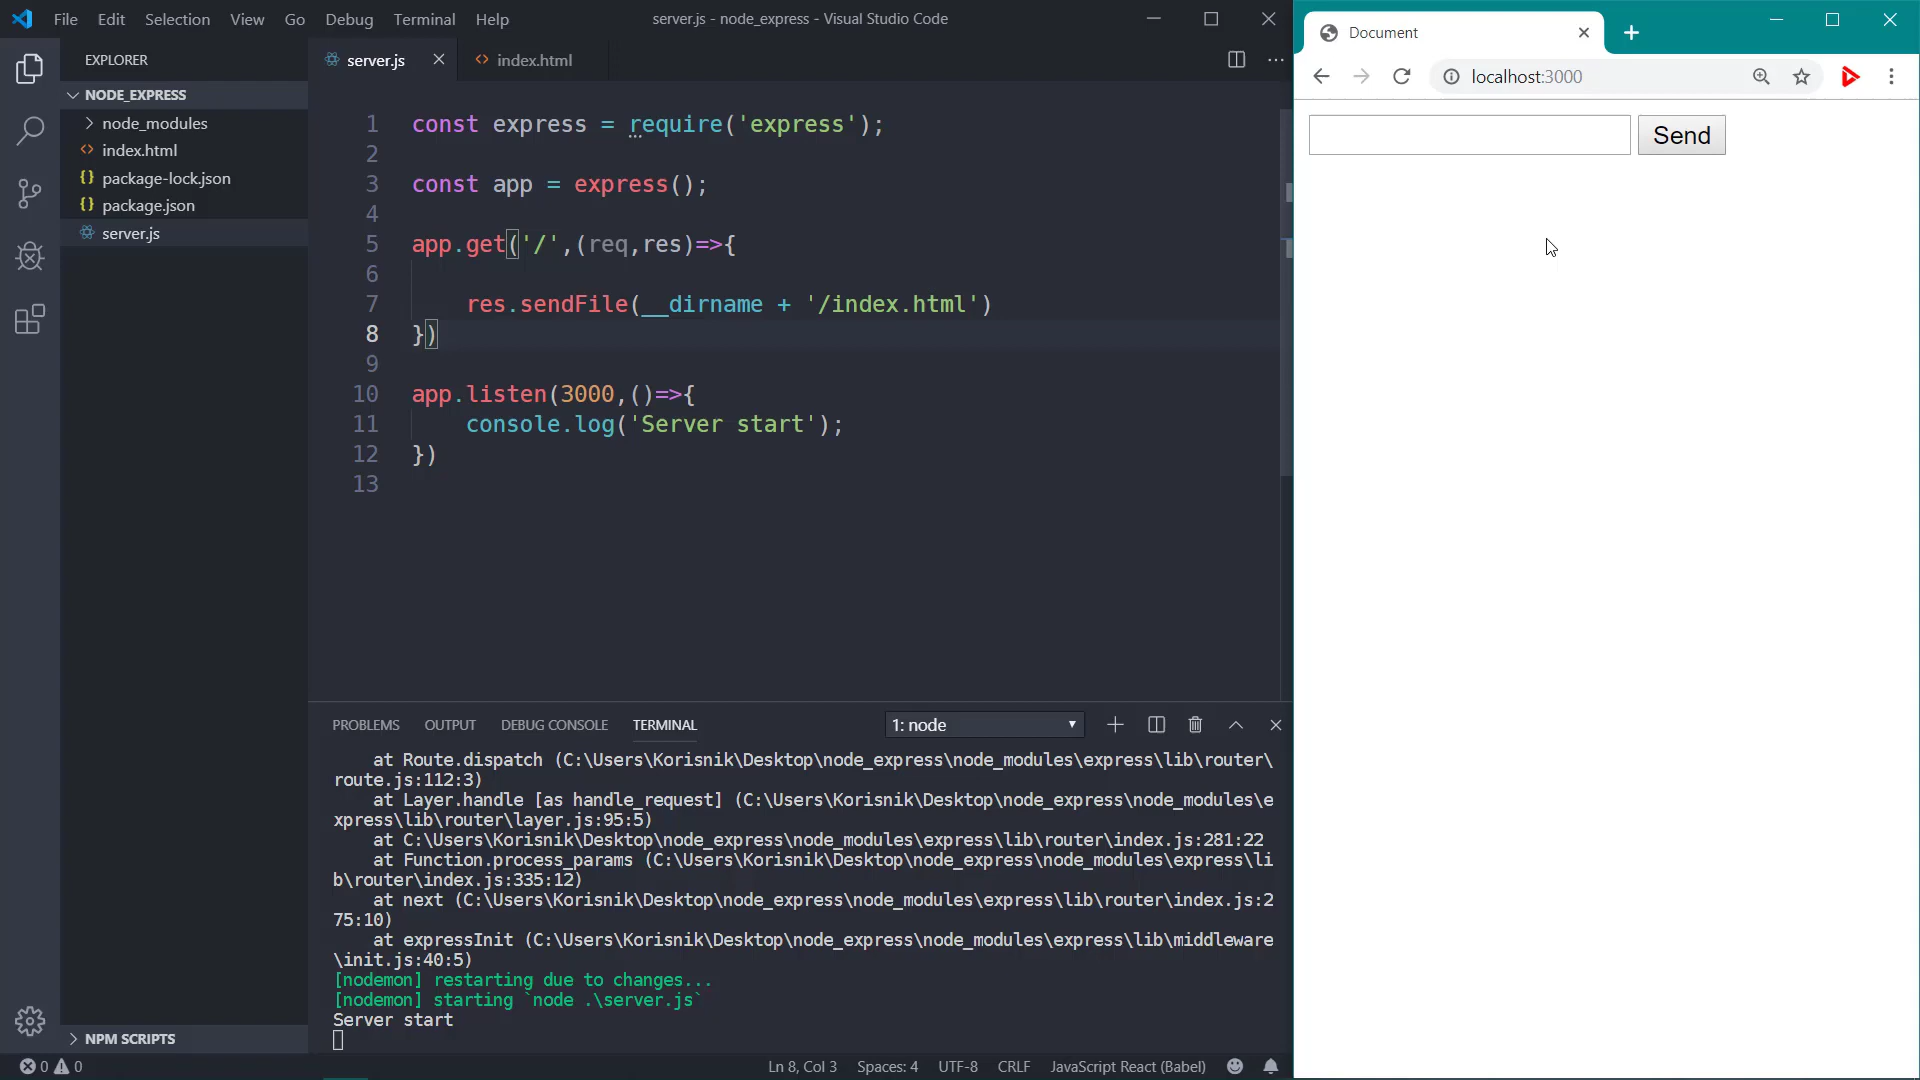 File Edit Selection View Go Debug Terminal Help
server.js - node_express - Visual Studio Code
EXPLORER
NODE_EXPRESS
node_modules
index.html
package-lock.json
package.json
server.js
NPM SCRIPTS
server.js index.html
1 const express = require('express');
2
3 const app = express();
4
5 app.get('/',(req,res)=>{
6
7 res.sendFile(__dirname + '/index.html')
8 })
9
10 app.listen(3000,()=>{
11 console.log('Server start');
12 })
13
PROBLEMS OUTPUT DEBUG CONSOLE TERMINAL 1: node
at Route.dispatch (C:\Users\Korisnik\Desktop\node_express\node_modules\express\lib\router\
route.js:112:3)
at Layer.handle [as handle_request] (C:\Users\Korisnik\Desktop\node_express\node_modules\e
xpress\lib\router\layer.js:95:5)
at C:\Users\Korisnik\Desktop\node_express\node_modules\express\lib\router\index.js:281:22
at Function.process_params (C:\Users\Korisnik\Desktop\node_express\node_modules\express\li
b\router\index.js:335:12)
at next (C:\Users\Korisnik\Desktop\node_express\node_modules\express\lib\router\index.js:2
75:10)
at expressInit (C:\Users\Korisnik\Desktop\node_express\node_modules\express\lib\middleware
\init.js:40:5)
[nodemon] restarting due to changes...
[nodemon] starting `node .\server.js`
Server start
0 0 Ln 8, Col 3 Spaces: 4 UTF-8 CRLF JavaScript React (Babel)
Document
localhost:3000
Send